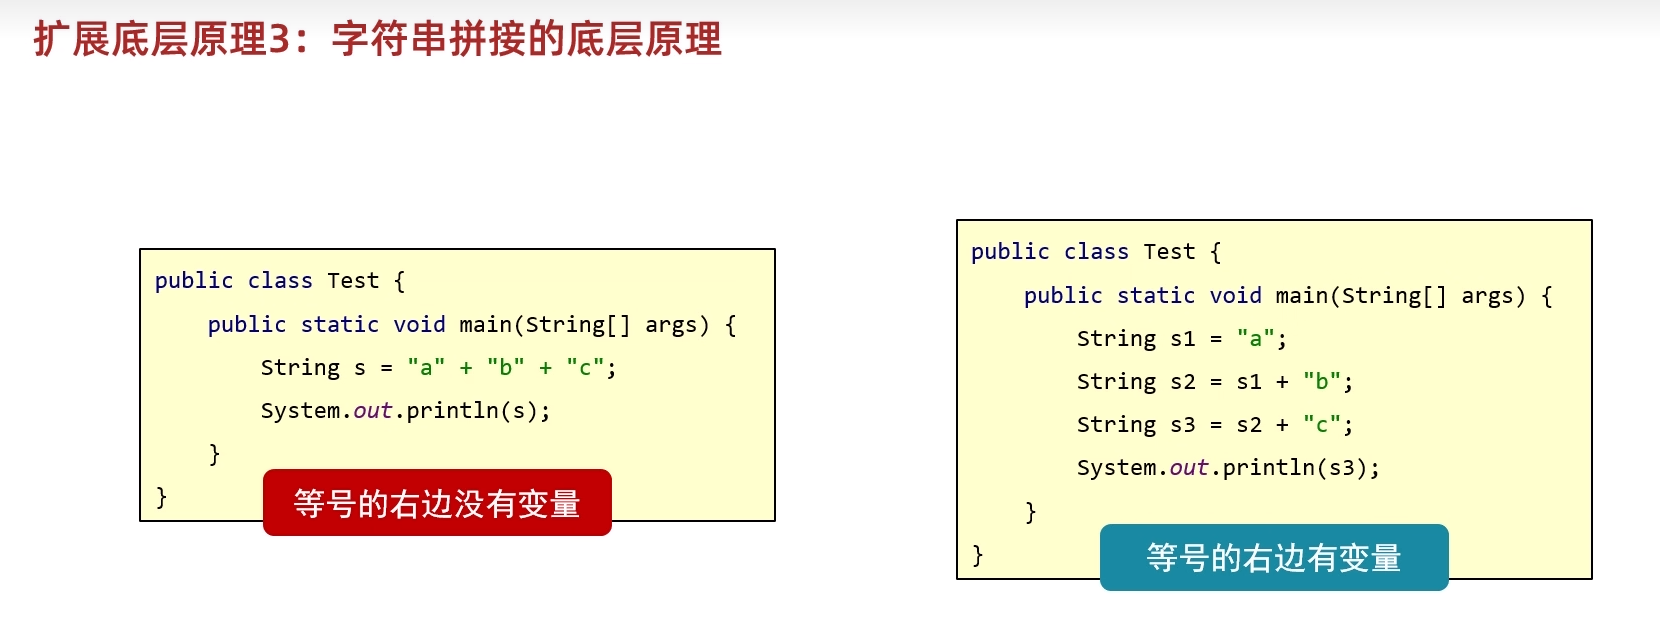 扩展底层原理3：字符串拼接的底层原理
public class Test {
    public static void main(String[] args) {
        String s = "a" + "b" + "c";
        System.out.println(s);
    }
}
等号的右边没有变量
public class Test {
    public static void main(String[] args) {
        String s1 = "a";
        String s2 = s1 + "b";
        String s3 = s2 + "c";
        System.out.println(s3);
    }
}
等号的右边有变量